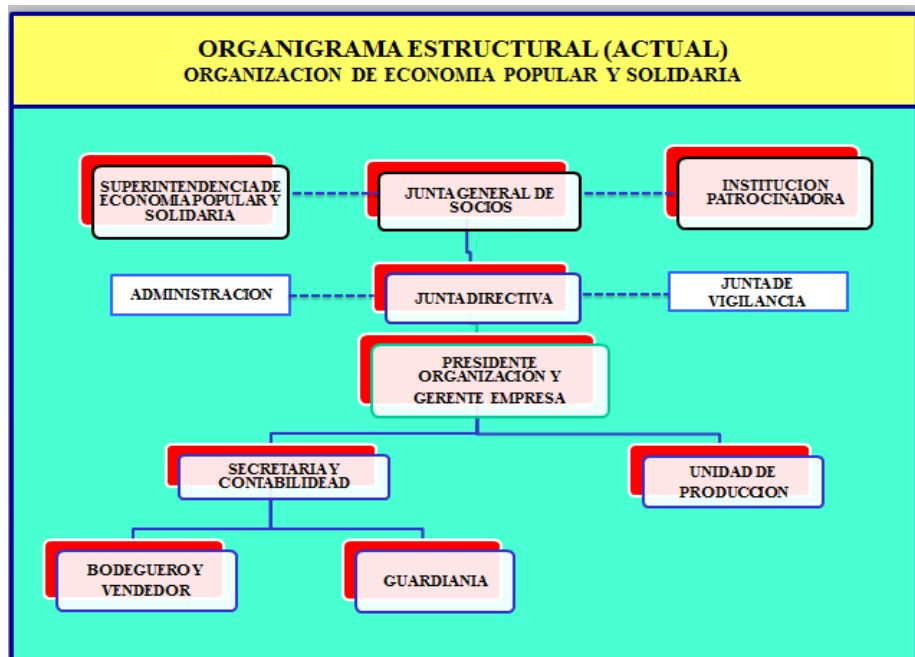 ORGANIGRAMA ESTRUCTURAL (ACTUAL)
ORGANIZACION DE ECONOMIA POPULAR Y SOLIDARIA
SUPERINTENDENCIA DE
ECONOMIA POPULAR Y
SOLIDARIA
JUNTA GENERAL DE
SOCIOS
INSTITUCION
PATROCINADORA
ADMINISTRACION
JUNTA DIRECTIVA
JUNTA DE
VIGILANCIA
PRESIDENTE
ORGANIZACIÓN Y
GERENTE EMPRESA
SECRETARIA Y
CONTABILIDEAD
UNIDAD DE
PRODUCCION
BODEGUERO Y
VENDEDOR
GUARDIANIA